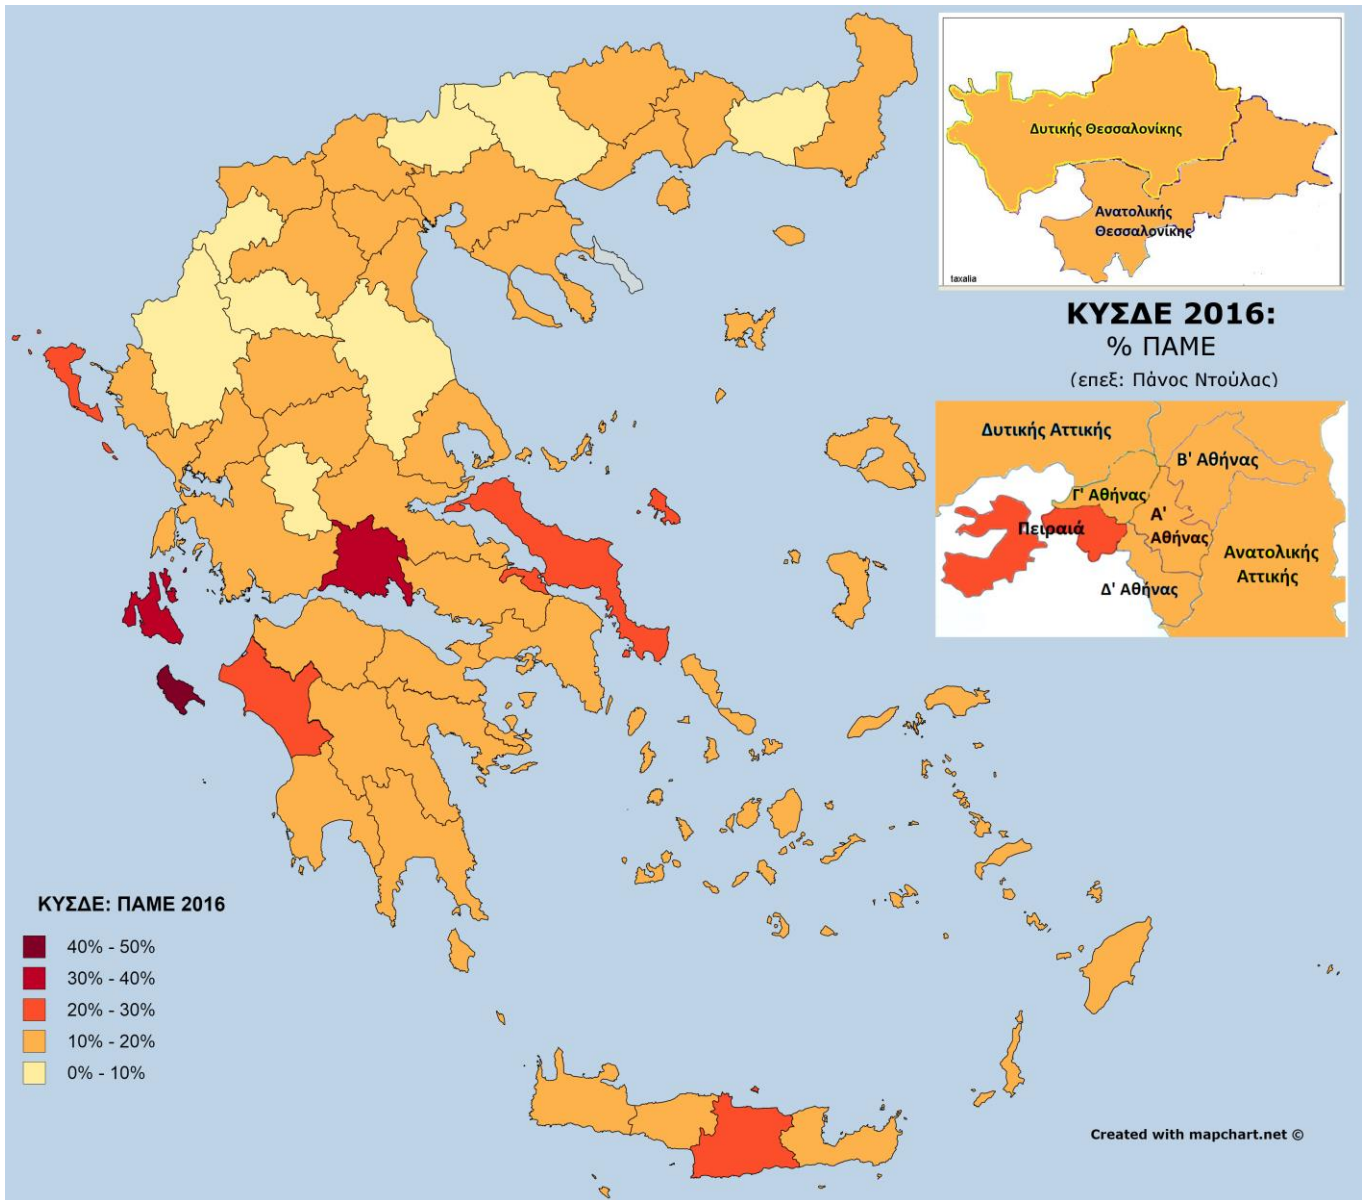 Δυτικής Θεσσαλονίκης
Ανατολικής
Θεσσαλονίκης
taxalia
ΚΥΣΔΕ 2016:
% ΠΑΜΕ
(επεξ: Πάνος Ντούλας)
Δυτικής Αττικής
Β' Αθήνας
Γ' Αθήνας
Πειραιά
Α'
Αθήνας
Ανατολικής
Αττικής
Δ' Αθήνας
ΚΥΣΔΕ: ΠΑΜΕ 2016
40% - 50%
30% - 40%
20% - 30%
10% - 20%
0% - 10%
Created with mapchart.net ©